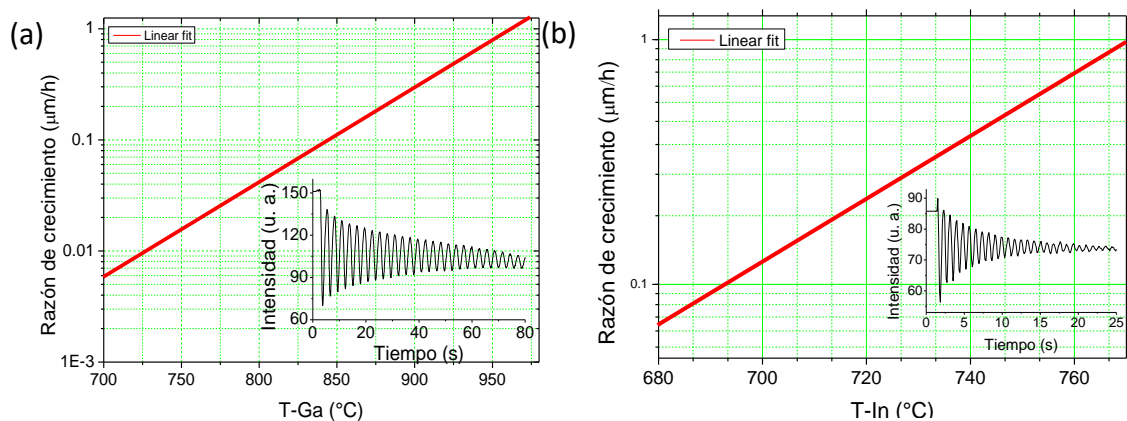 (a)
Razón de crecimiento (μm/h)
1
0.1
0.01
1E-3
Linear fit
Intensidad (u. a.)
150
120
90
60
0 20 40 60 80
Tiempo (s)
700 750 800 850 900 950
T-Ga (°C)
(b)
Razón de crecimiento (μm/h)
1
0.1
Linear fit
Intensidad (u. a.)
90
80
70
60
0 5 10 15 20 25
Tiempo (s)
680 700 720 740 760
T-In (°C)